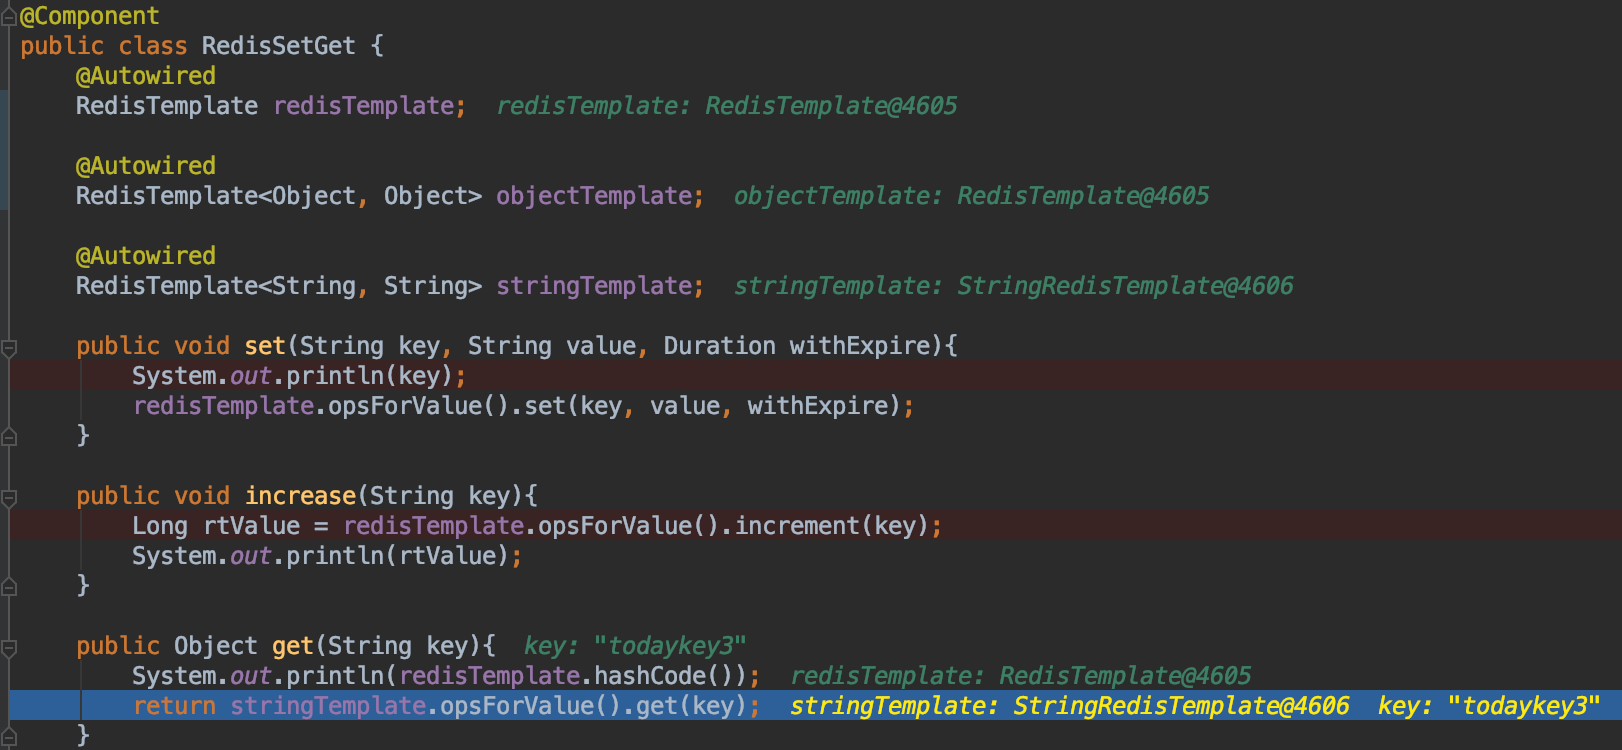 @Component
public class RedisSetGet {
@Autowired
RedisTemplate redisTemplate; redisTemplate: RedisTemplate@4605
@Autowired
RedisTemplate<Object, Object> objectTemplate; objectTemplate: RedisTemplate@4605
@Autowired
RedisTemplate<String, String> stringTemplate; stringTemplate: StringRedisTemplate@4606
public void set(String key, String value, Duration withExpire){
System.out.println(key);
redisTemplate.opsForValue().set(key, value, withExpire);
}
public void increase(String key){
Long rtValue = redisTemplate.opsForValue().increment(key);
System.out.println(rtValue);
}
public Object get(String key){ key: "todaykey3"
System.out.println(redisTemplate.hashCode()); redisTemplate: RedisTemplate@4605
return stringTemplate.opsForValue().get(key); stringTemplate: StringRedisTemplate@4606 key: "todaykey3"
}